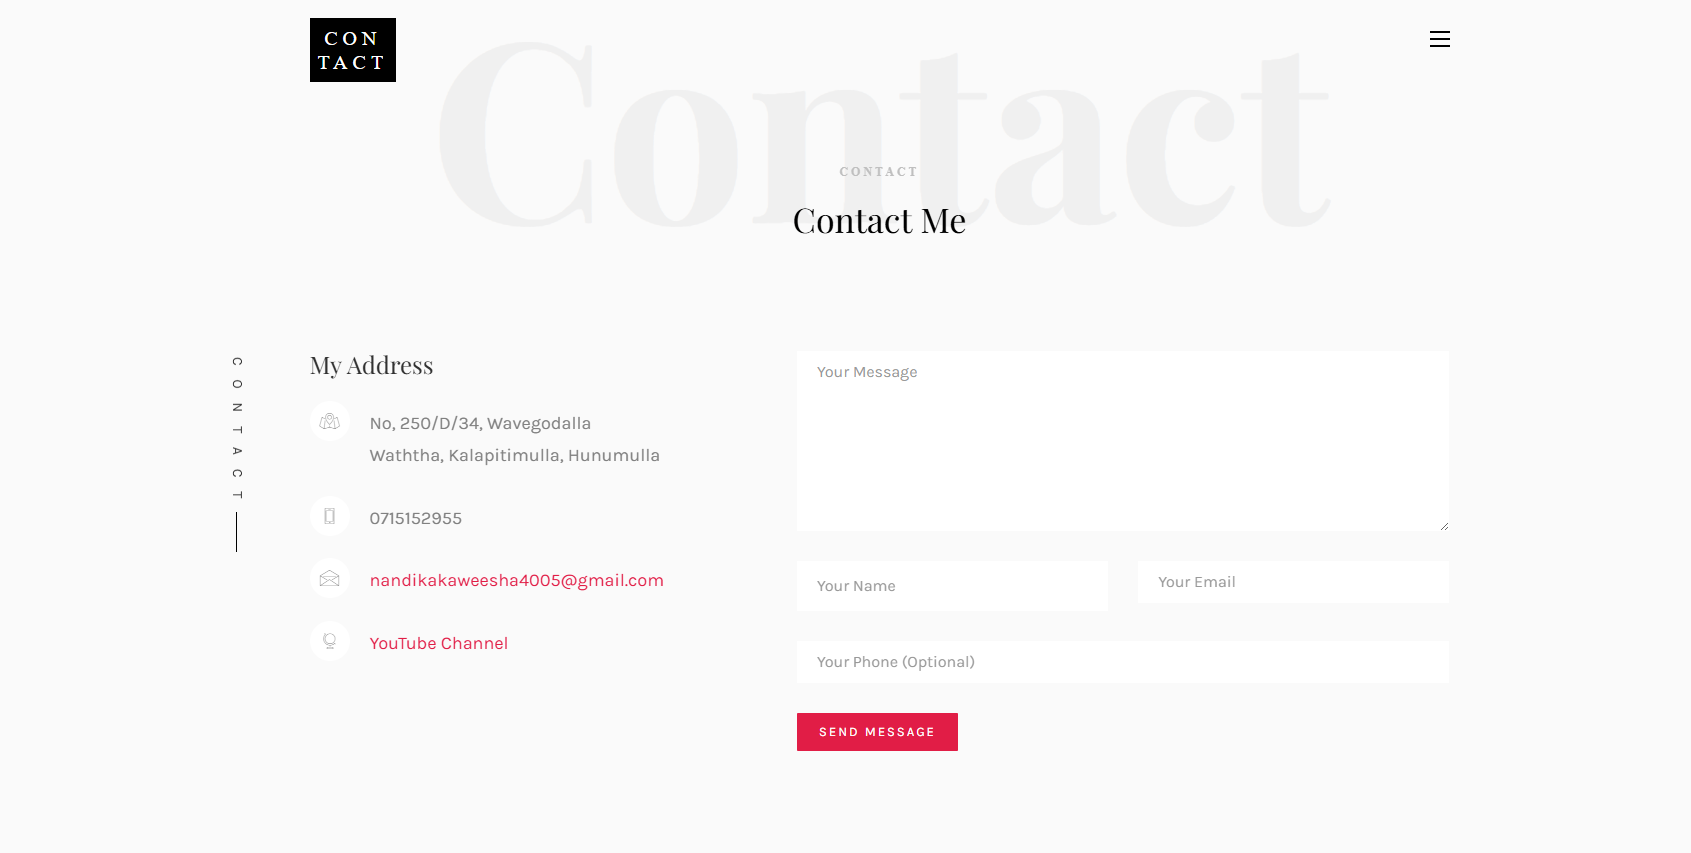 CON
TACT
Contact
CONTACT
Contact Me
CONTACT
My Address
No, 250/D/34, Wavegodalla
Waththa, Kalapitimulla, Hunumulla
0715152955
nandikakaweesha4005@gmail.com
YouTube Channel
Your Message
Your Name
Your Email
Your Phone (Optional)
SEND MESSAGE